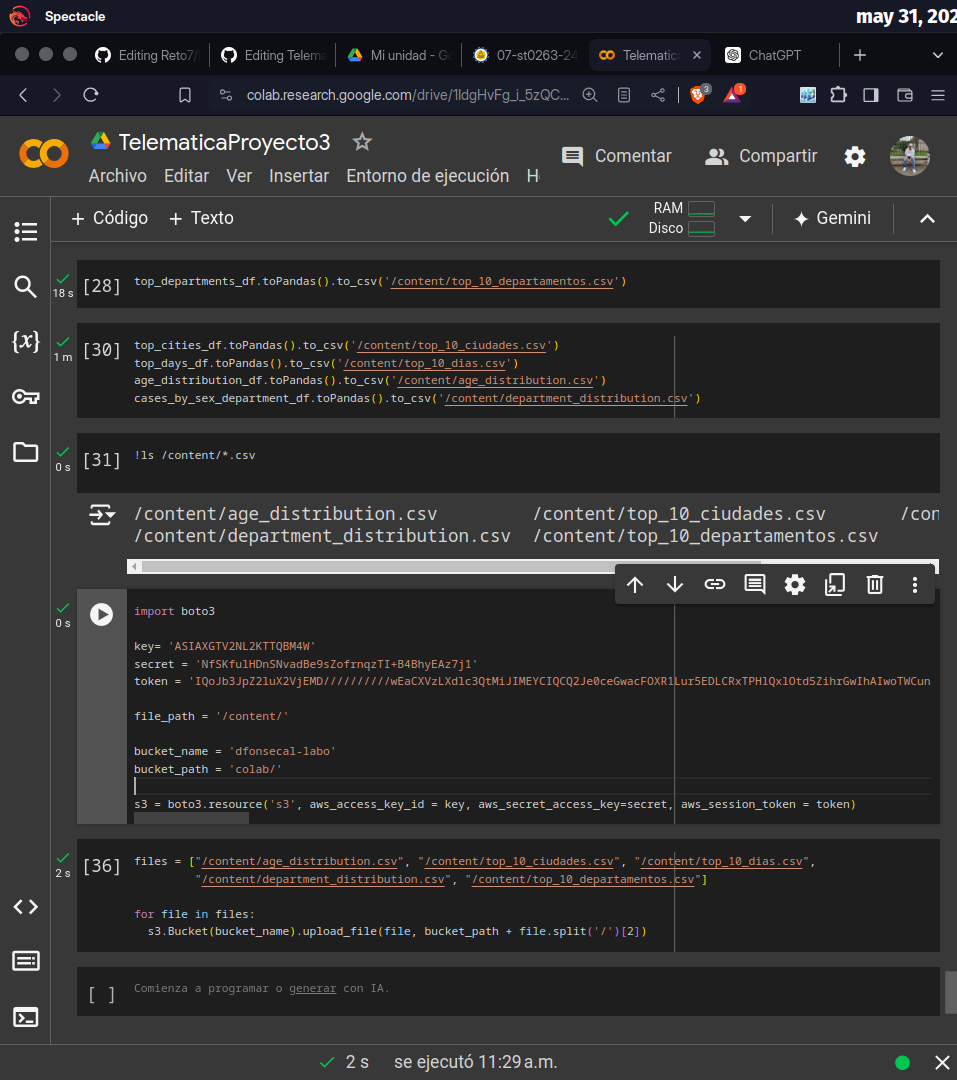 Spectacle
may 31, 202
Editing Reto7/
Editing Telema
Mi unidad - Go
07-st0263-24
Telematic
ChatGPT
colab.research.google.com/drive/1ldgHvFg_i_5zQC...
3
1
TelematicaProyecto3
Comentar
Compartir
Archivo Editar Ver Insertar Entorno de ejecución H
+ Código + Texto
RAM
Disco
Gemini
18 s
[28]
top_departments_df.toPandas().to_csv('/content/top_10_departamentos.csv')
1 m
[30]
top_cities_df.toPandas().to_csv('/content/top_10_ciudades.csv')
top_days_df.toPandas().to_csv('/content/top_10_dias.csv')
age_distribution_df.toPandas().to_csv('/content/age_distribution.csv')
cases_by_sex_department_df.toPandas().to_csv('/content/department_distribution.csv')
0 s
[31]
!ls /content/*.csv
/content/age_distribution.csv /content/top_10_ciudades.csv /con
/content/department_distribution.csv /content/top_10_departamentos.csv
0 s
import boto3
key= 'ASIAXGTV2NL2KTTQBM4W'
secret = 'NfSKfulHDnSNvadBe9sZofrnqzTI+B4BhyEAz7j1'
token = 'IQoJb3JpZ2luX2VjEMD//////////wEaCXVzLXdlc3QtMiJIMEYCIQCQ2Je0ceGwacFOXR1Lur5EDLCRxTPHlQxlOtd5ZihrGwIhAIwoTWCun
file_path = '/content/'
bucket_name = 'dfonsecal-labo'
bucket_path = 'colab/'
s3 = boto3.resource('s3', aws_access_key_id = key, aws_secret_access_key=secret, aws_session_token = token)
2 s
[36]
files = ["/content/age_distribution.csv", "/content/top_10_ciudades.csv", "/content/top_10_dias.csv",
"/content/department_distribution.csv", "/content/top_10_departamentos.csv"]
for file in files:
s3.Bucket(bucket_name).upload_file(file, bucket_path + file.split('/')[2])
[ ]
Comienza a programar o generar con IA.
2 s se ejecutó 11:29 a.m.